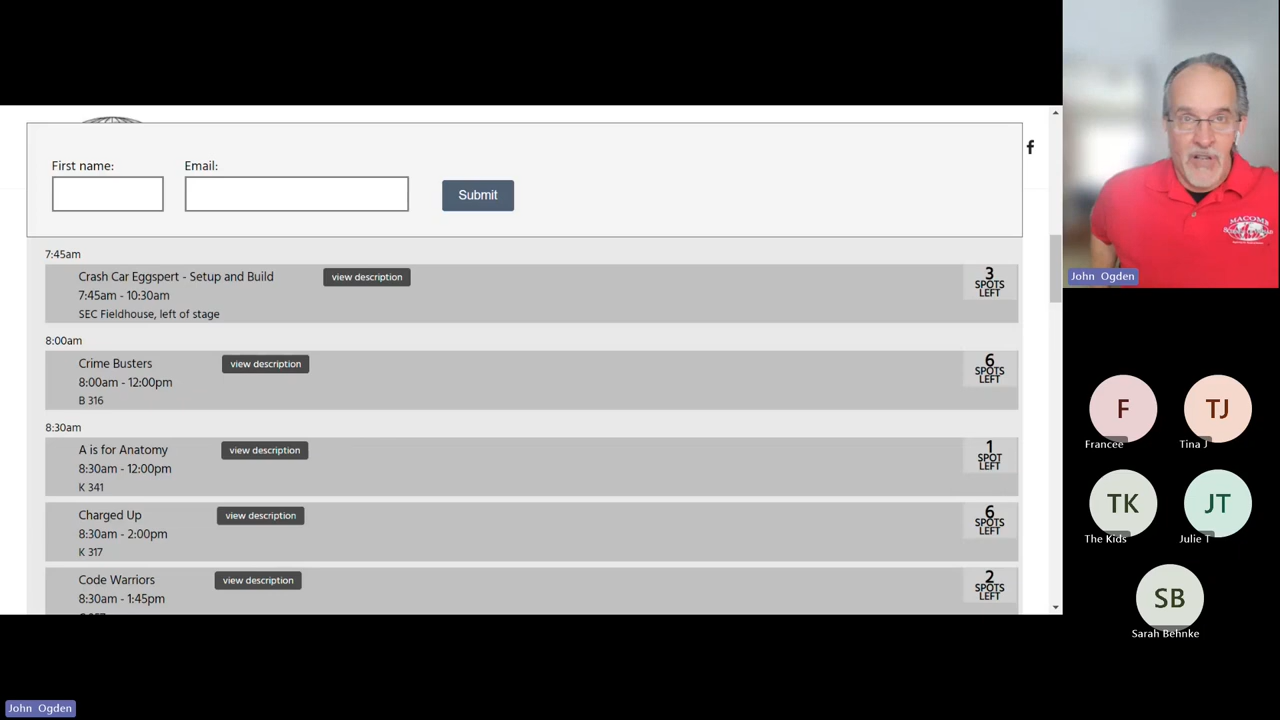 First name:
Email:
Submit
7:45am
Crash Car Eggspert - Setup and Build
view description
7:45am - 10:30am
SEC Fieldhouse, left of stage
3
SPOTS
LEFT
8:00am
Crime Busters
view description
8:00am - 12:00pm
B 316
6
SPOTS
LEFT
8:30am
A is for Anatomy
view description
8:30am - 12:00pm
K 341
1
SPOT
LEFT
Charged Up
view description
8:30am - 2:00pm
K 317
6
SPOTS
LEFT
Code Warriors
view description
8:30am - 1:45pm
2
SPOTS
LEFT
MACOMB
John Ogden
F
Francee
TJ
Tina J
TK
The Kids
JT
Julie T
SB
Sarah Behnke
John Ogden